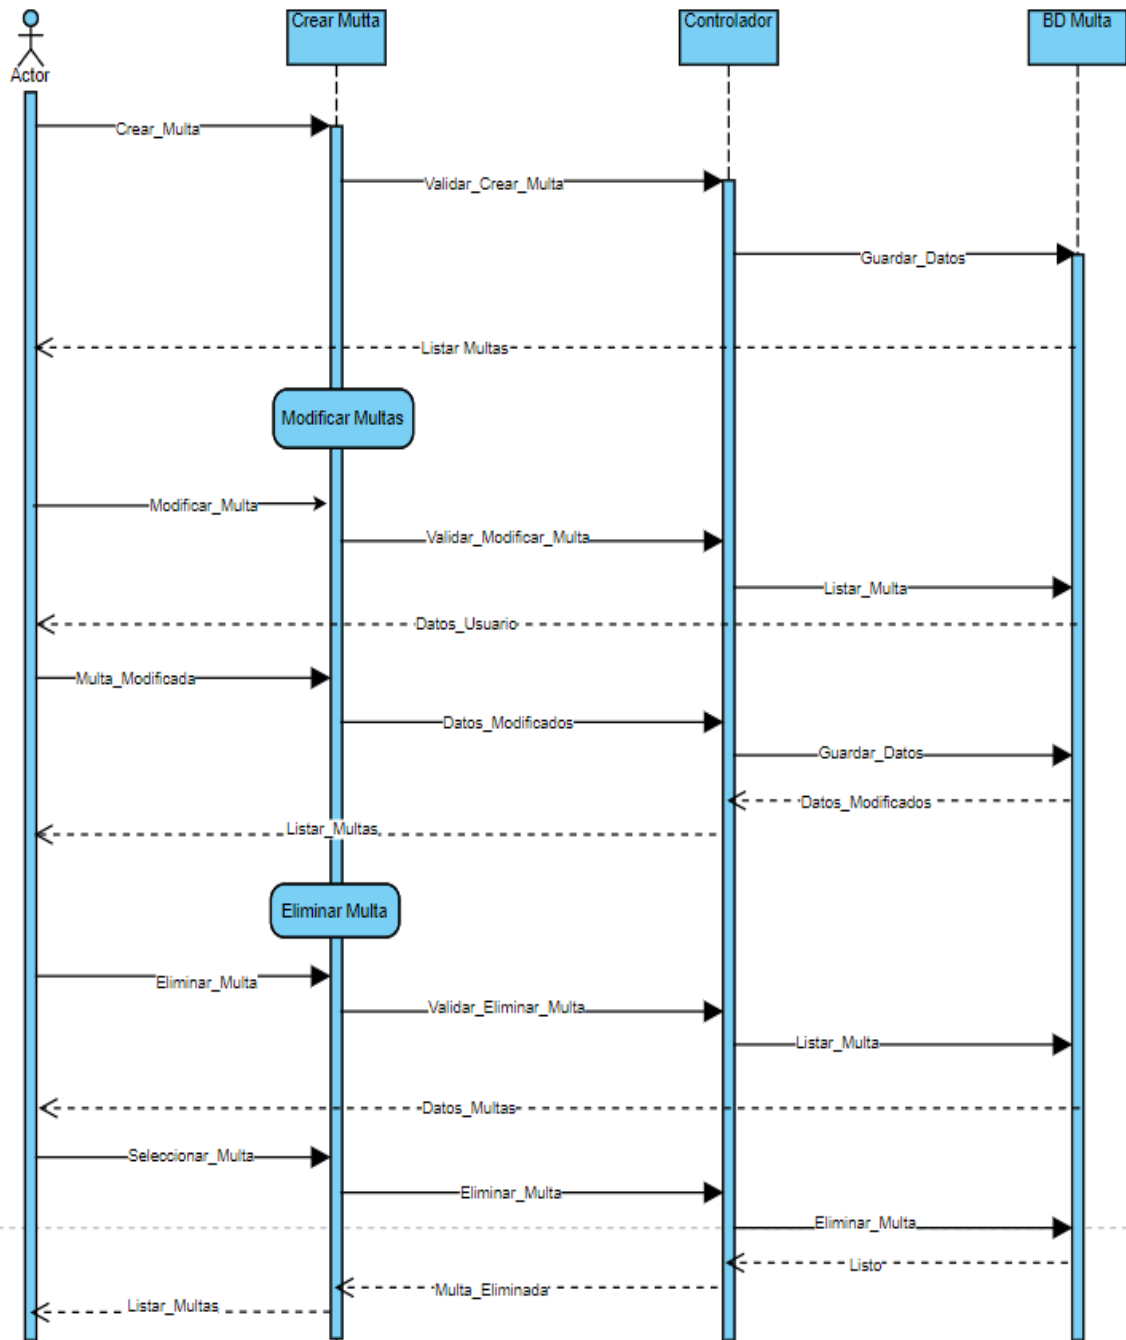 Crear Mutta
Controlador
BD Multa
Actor
Crear_Multa
Validar_Crear_Multa
Guardar_Datos
Listar Multas
Modificar Multas
Modificar_Multa
Validar_Modificar_Multa
Listar_Multa
Datos_Usuario
Multa_Modificada
Datos_Modificados
Guardar_Datos
Datos_Modificados
Listar_Multas
Eliminar Multa
Eliminar_Multa
Validar_Eliminar_Multa
Listar_Multa
Datos_Multas
Seleccionar_Multa
Eliminar_Multa
Eliminar_Multa
Listo
Multa_Eliminada
Listar_Multas